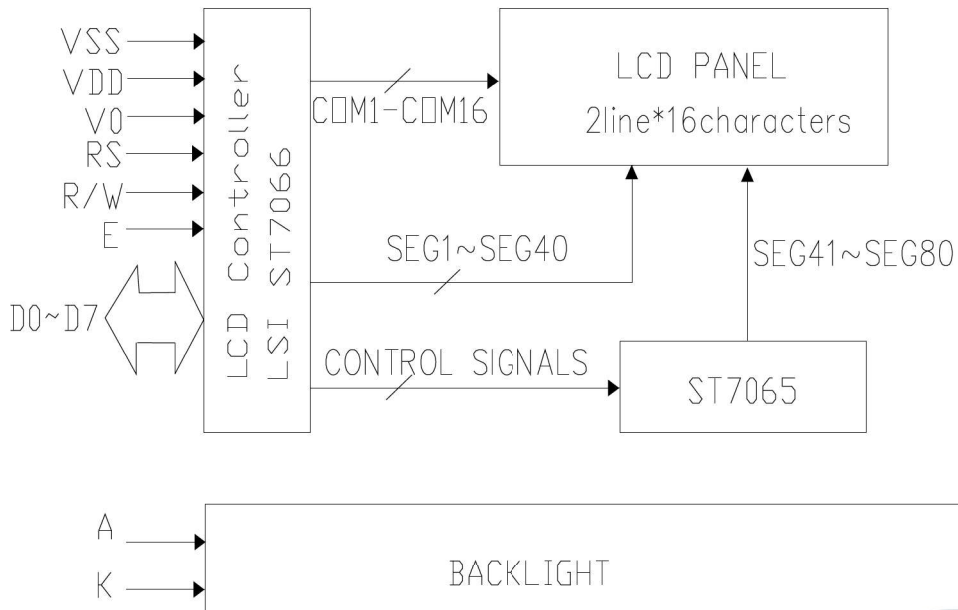 VSS
VDD
V0
RS
R/W
E
D0~D7
LCD Controller
LSI ST7066
COM1-COM16
LCD PANEL
2line*16characters
SEG1~SEG40
SEG41~SEG80
CONTROL SIGNALS
ST7065
A
K
BACKLIGHT